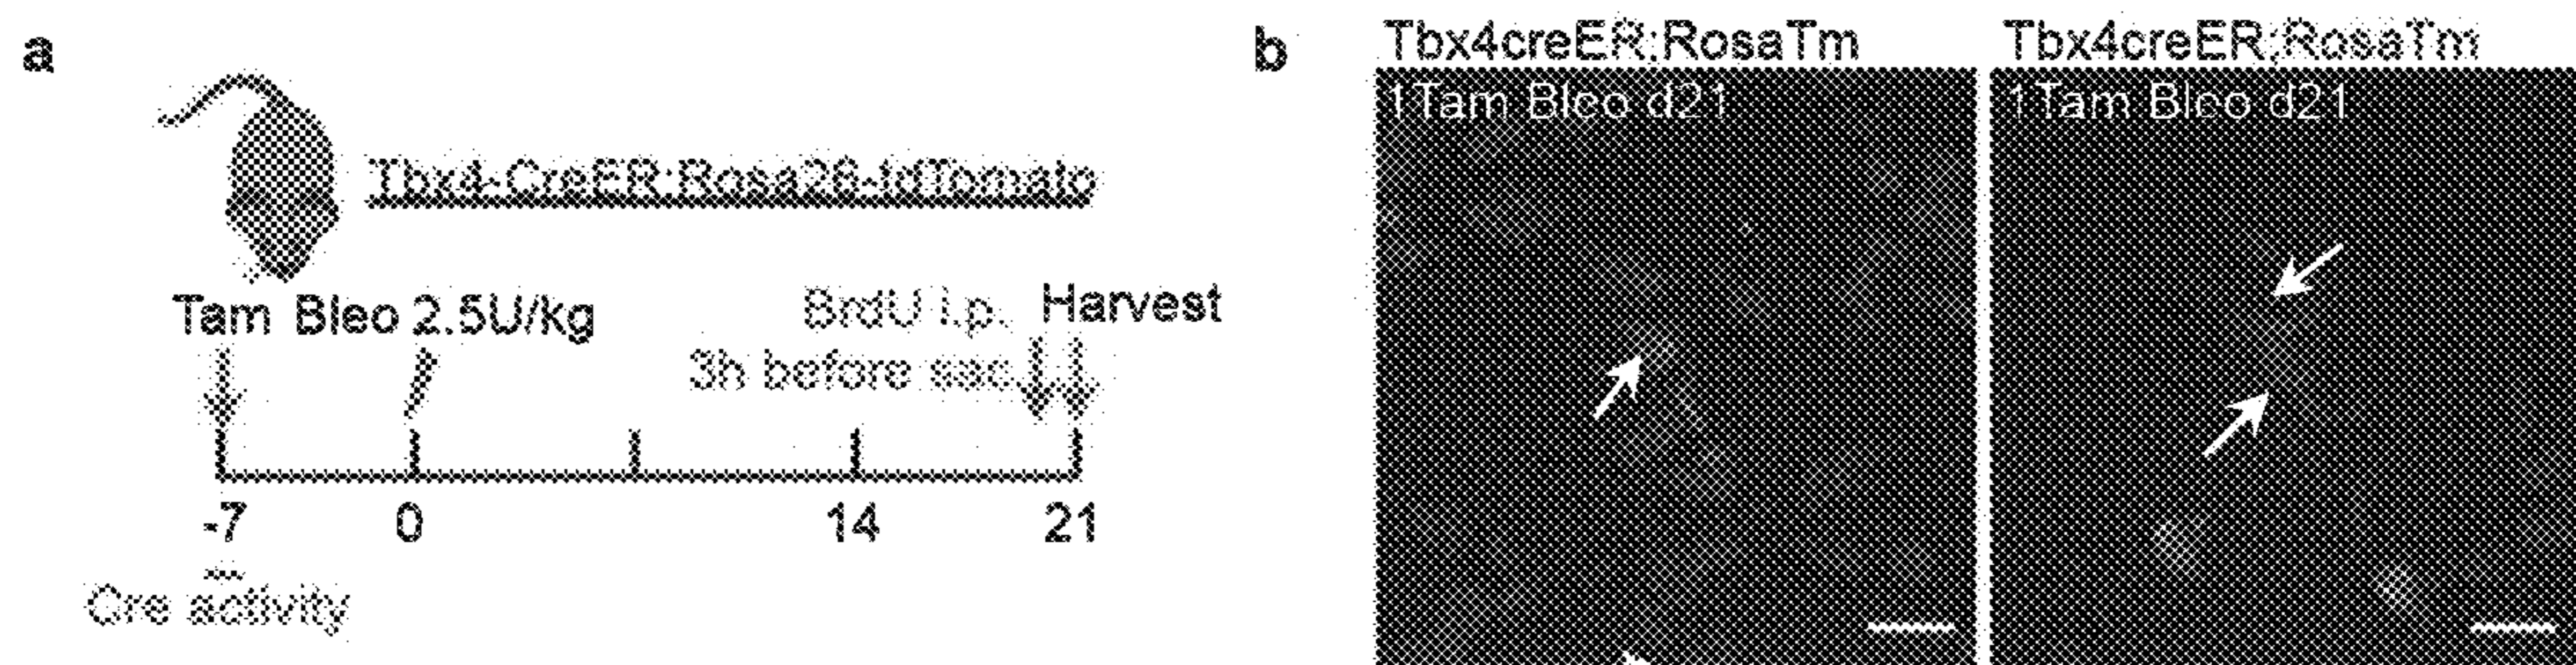 a
Tbx4-CreER:Rosa26-tdTomato
Tam Bleo 2.5U/kg
BrdU i.p. Harvest
3h before sac.
-7 0 14 21
Cre activity
b
Tbx4creER;RosaTm Tbx4creER;RosaTm
1Tam Bleo d21 1Tam Bleo d21